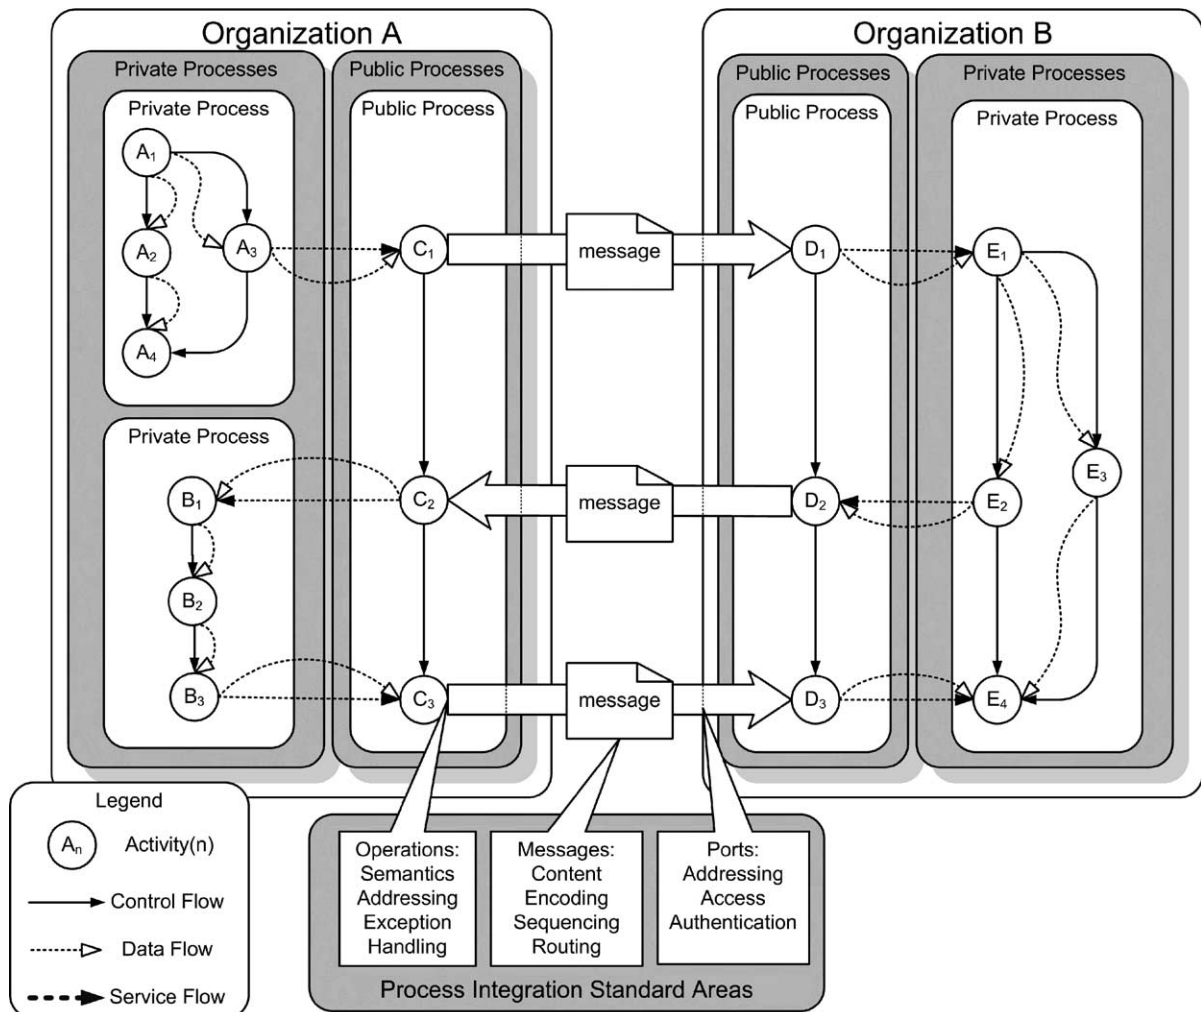 Organization A
Organization B
Private Processes
Public Processes
Public Processes
Private Processes
Private Process
Public Process
Public Process
Private Process
A1
A2
A3
A4
C1
message
D1
E1
E3
Private Process
B1
C2
message
D2
E2
B2
B3
C3
message
D3
E4
Legend
An
Activity(n)
Control Flow
Data Flow
Service Flow
Operations:
Semantics
Addressing
Exception
Handling
Messages:
Content
Encoding
Sequencing
Routing
Ports:
Addressing
Access
Authentication
Process Integration Standard Areas